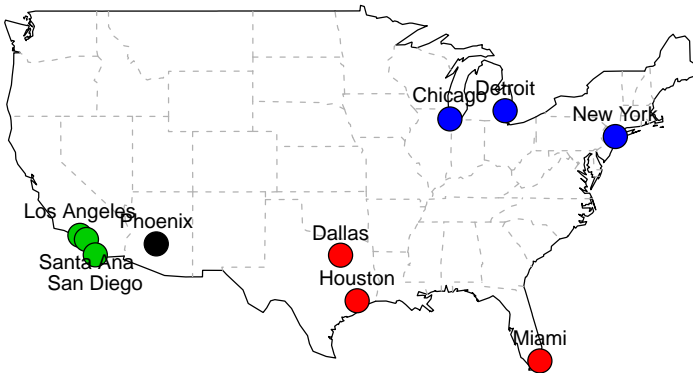 Detroit
Chicago
New York
Los Angeles
Phoenix
Dallas
Santa Ana
Houston
San Diego
Miami